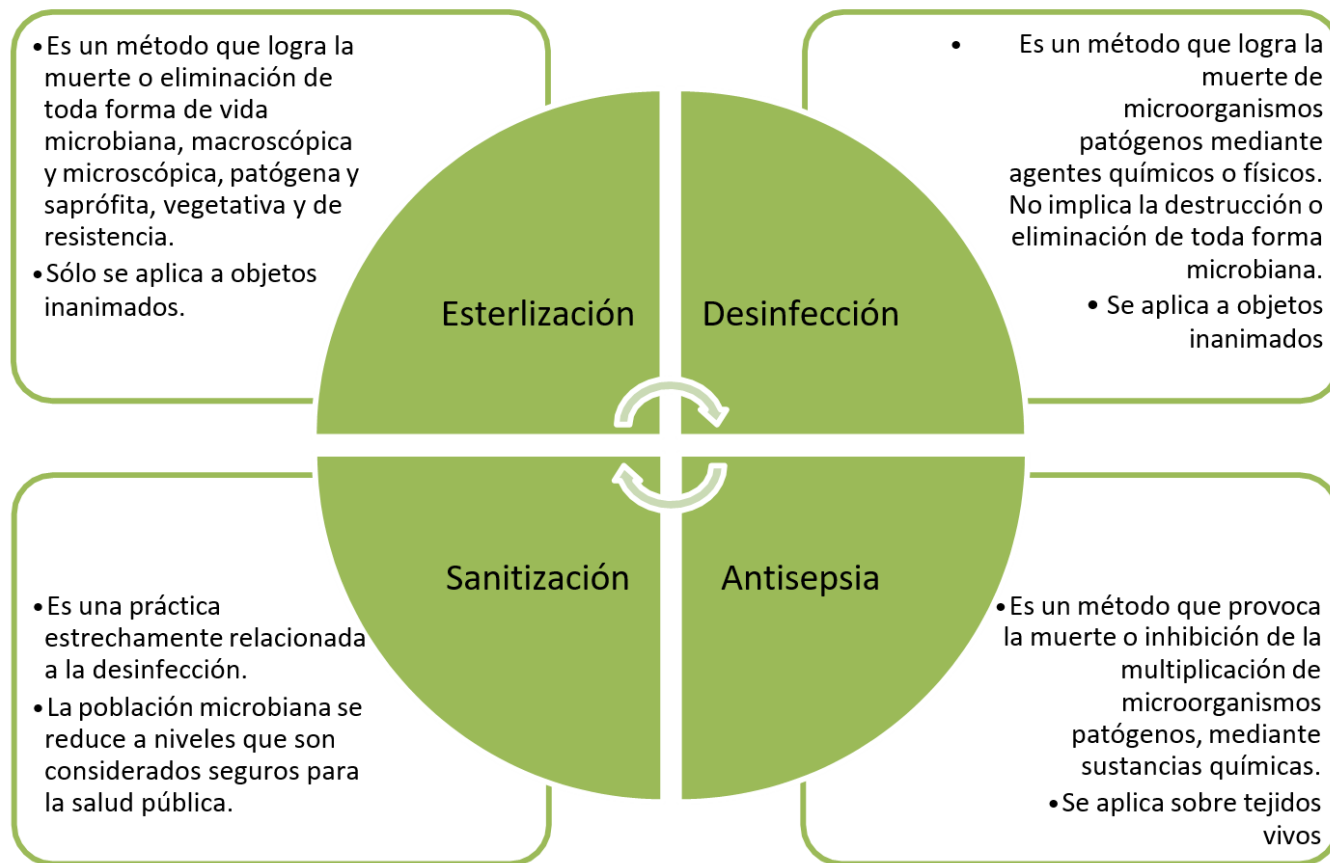 •Es un método que logra la
muerte o eliminación de
toda forma de vida
microbiana, macroscópica
y microscópica, patógena y
saprófita, vegetativa y de
resistencia.
•Sólo se aplica a objetos
inanimados.
• Es un método que logra la
muerte de
microorganismos
patógenos mediante
agentes químicos o físicos.
No implica la destrucción o
eliminación de toda forma
microbiana.
• Se aplica a objetos
inanimados
Esterlización
Desinfección
Sanitización
Antisepsia
•Es una práctica
estrechamente relacionada
a la desinfección.
•La población microbiana se
reduce a niveles que son
considerados seguros para
la salud pública.
•Es un método que provoca
la muerte o inhibición de la
multiplicación de
microorganismos
patógenos, mediante
sustancias químicas.
•Se aplica sobre tejidos
vivos